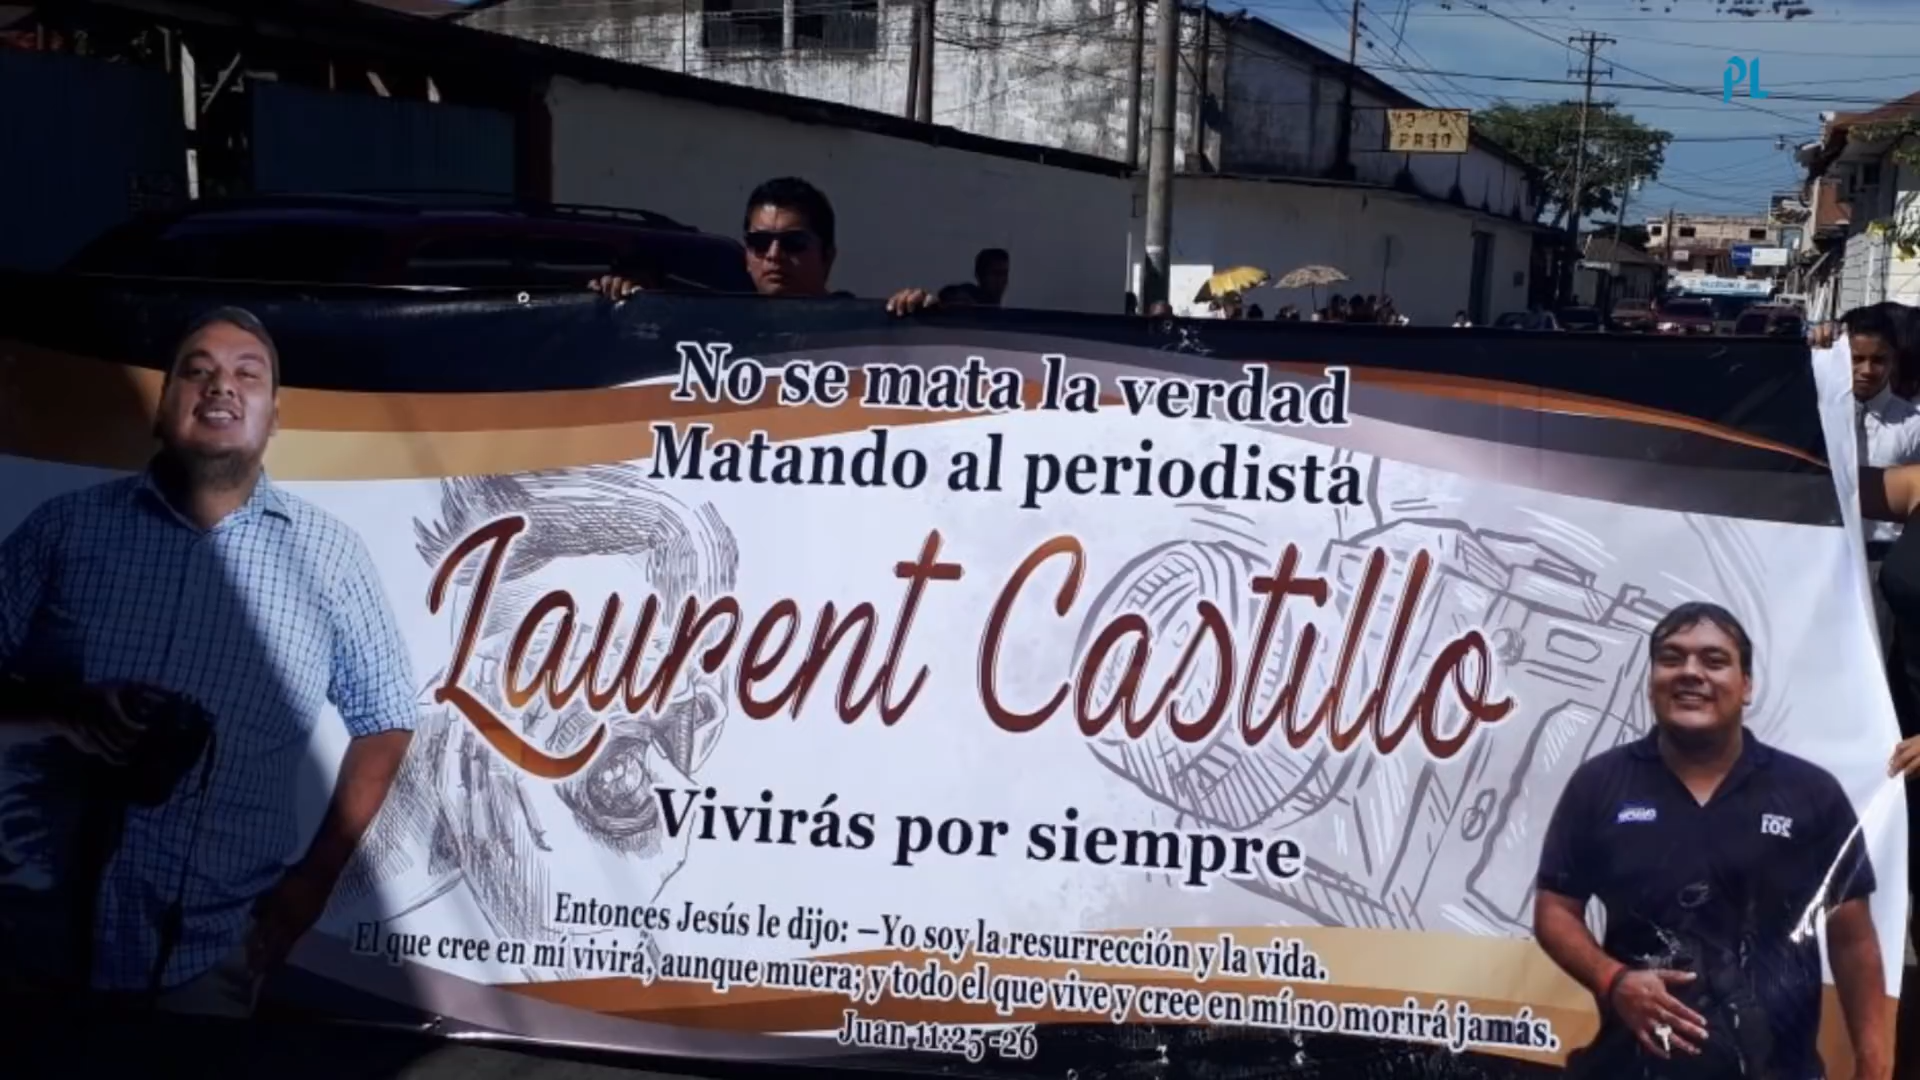 PL
No se mata la verdad
Matando al periodista
Laurent Castillo
Vivirás por siempre
Entonces Jesús le dijo: —Yo soy la resurrección y la vida.
El que cree en mí vivirá, aunque muera; y todo el que vive y cree en mí no morirá jamás.
Juan 11:25-26